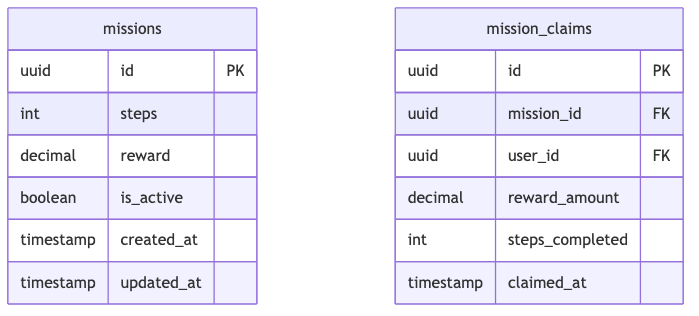 missions
uuid id PK
int steps
decimal reward
boolean is_active
timestamp created_at
timestamp updated_at
mission_claims
uuid id PK
uuid mission_id FK
uuid user_id FK
decimal reward_amount
int steps_completed
timestamp claimed_at